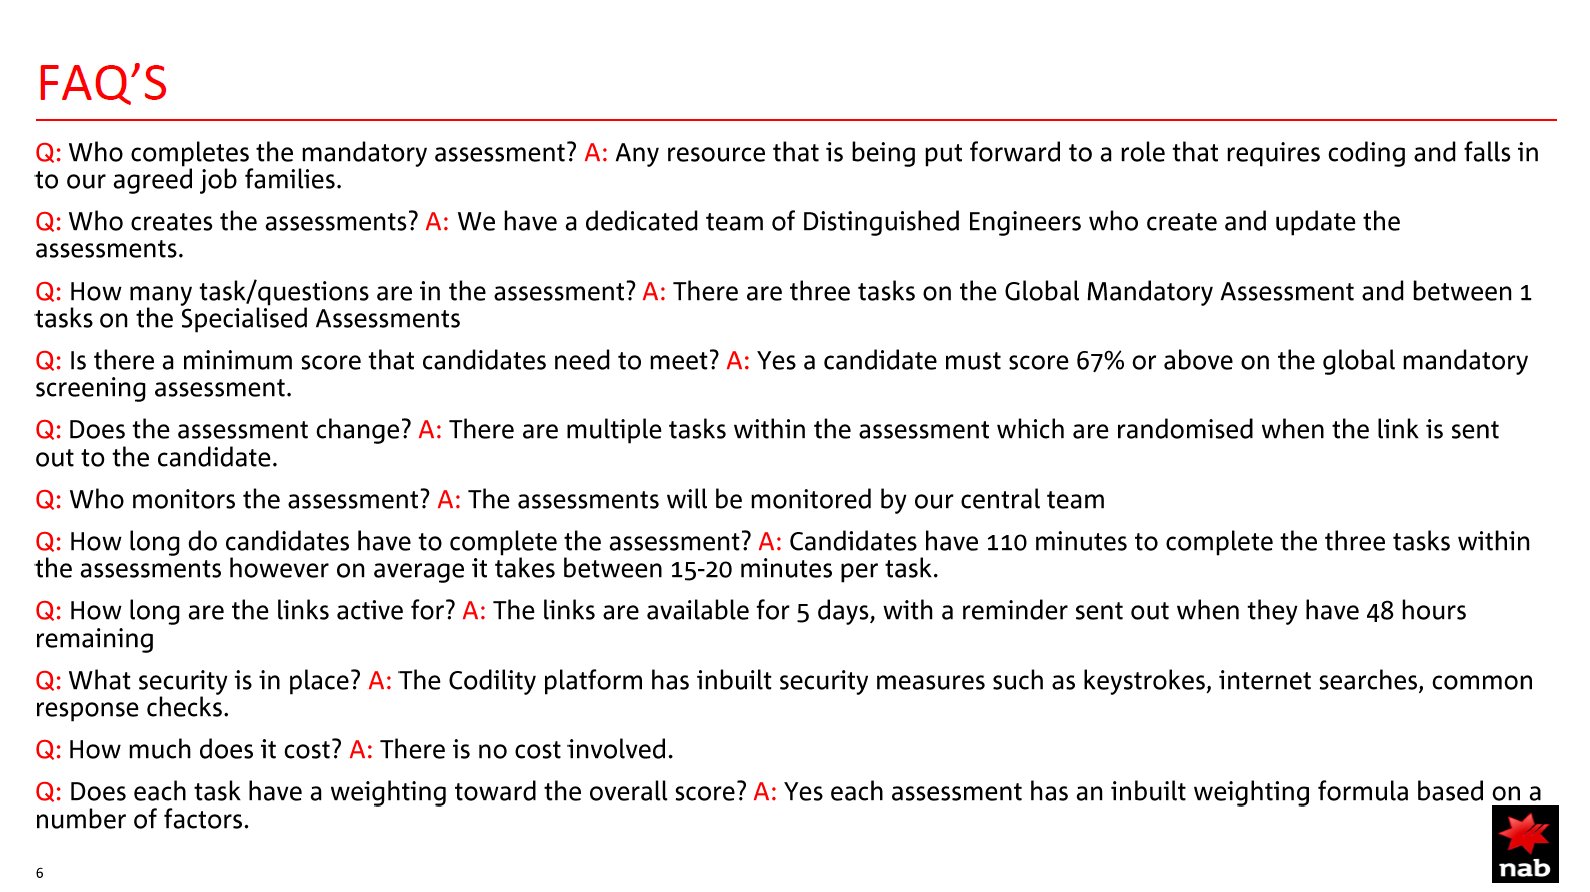 FAQ’S
Q: Who completes the mandatory assessment? A: Any resource that is being put forward to a role that requires coding and falls in
to our agreed job families.
Q: Who creates the assessments? A: We have a dedicated team of Distinguished Engineers who create and update the
assessments.
Q: How many task/questions are in the assessment? A: There are three tasks on the Global Mandatory Assessment and between 1
tasks on the Specialised Assessments
Q: Is there a minimum score that candidates need to meet? A: Yes a candidate must score 67% or above on the global mandatory
screening assessment.
Q: Does the assessment change? A: There are multiple tasks within the assessment which are randomised when the link is sent
out to the candidate.
Q: Who monitors the assessment? A: The assessments will be monitored by our central team
Q: How long do candidates have to complete the assessment? A: Candidates have 110 minutes to complete the three tasks within
the assessments however on average it takes between 15-20 minutes per task.
Q: How long are the links active for? A: The links are available for 5 days, with a reminder sent out when they have 48 hours
remaining
Q: What security is in place? A: The Codility platform has inbuilt security measures such as keystrokes, internet searches, common
response checks.
Q: How much does it cost? A: There is no cost involved.
Q: Does each task have a weighting toward the overall score? A: Yes each assessment has an inbuilt weighting formula based on a
number of factors.
nab
6